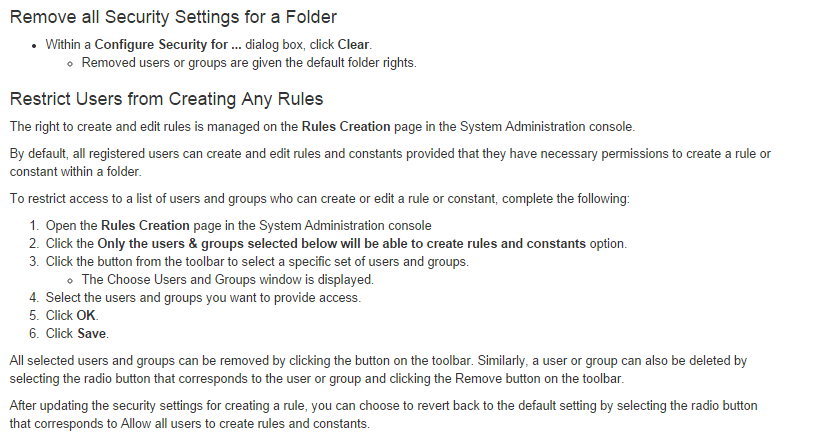 Remove all Security Settings for a Folder
• Within a Configure Security for ... dialog box, click Clear.
o Removed users or groups are given the default folder rights.
Restrict Users from Creating Any Rules
The right to create and edit rules is managed on the Rules Creation page in the System Administration console.
By default, all registered users can create and edit rules and constants provided that they have necessary permissions to create a rule or
constant within a folder.
To restrict access to a list of users and groups who can create or edit a rule or constant, complete the following:
1. Open the Rules Creation page in the System Administration console
2. Click the Only the users & groups selected below will be able to create rules and constants option.
3. Click the button from the toolbar to select a specific set of users and groups.
o The Choose Users and Groups window is displayed.
4. Select the users and groups you want to provide access.
5. Click OK.
6. Click Save.
All selected users and groups can be removed by clicking the button on the toolbar. Similarly, a user or group can also be deleted by
selecting the radio button that corresponds to the user or group and clicking the Remove button on the toolbar.
After updating the security settings for creating a rule, you can choose to revert back to the default setting by selecting the radio button
that corresponds to Allow all users to create rules and constants.